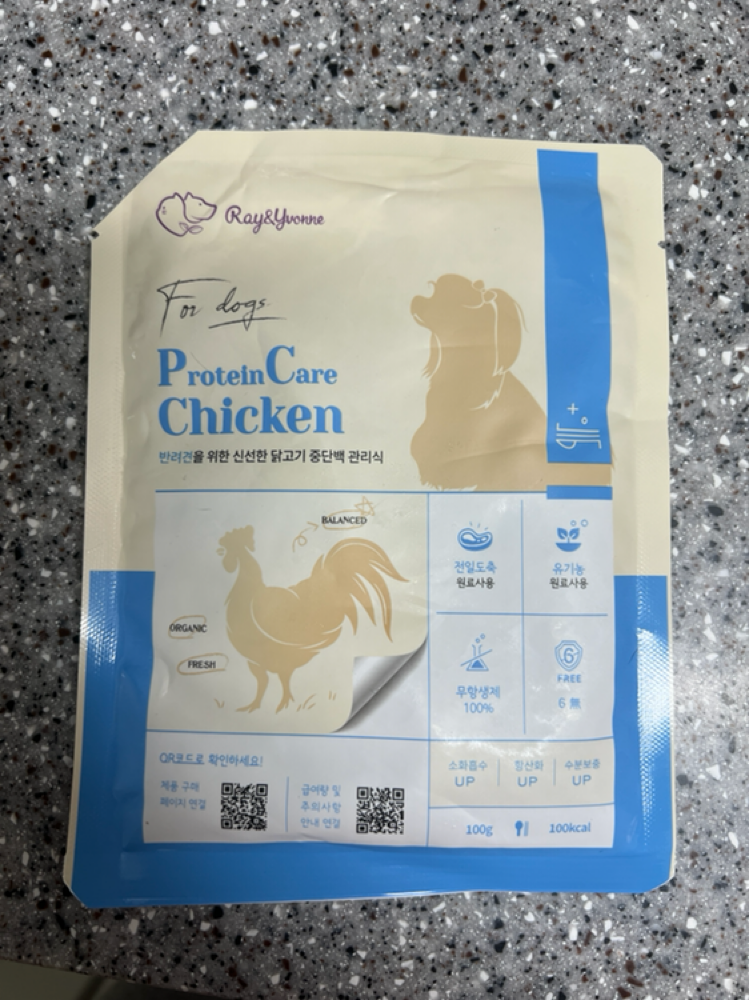 Ray&Yvonne
For dogs
Protein Care
Chicken
반려견을 위한 신선한 닭고기 중단백 관리식
BALANCED
ORGANIC
FRESH
전일도축
원료사용
유기농
원료사용
무항생제
100%
6
FREE
6 無
QR코드로 확인하세요!
제품 구매
페이지 연결
급여량 및
주의사항
안내 연결
소화흡수
UP
항산화
UP
수분보충
UP
100g
100kcal